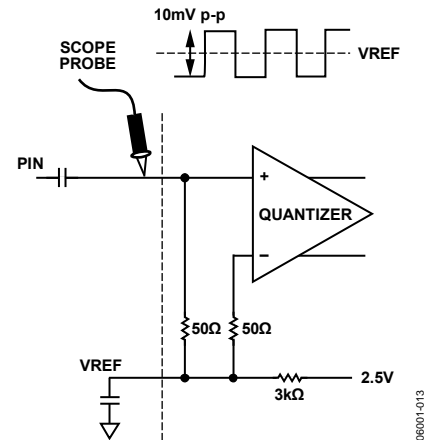 10mV p-p
VREF
SCOPE
PROBE
PIN
+
QUANTIZER
−
50Ω
50Ω
VREF
3kΩ
2.5V
06001-013